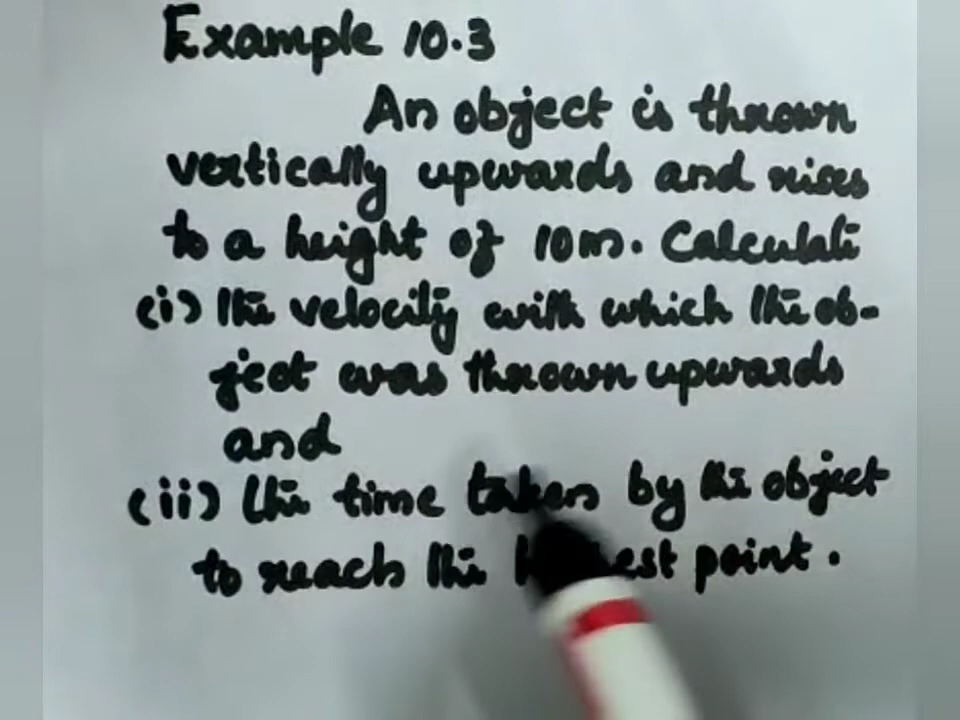 Example 10.3
An object is thrown
vertically upwards and rises
to a height of 10m. Calculate
(i) the velocity with which the ob-
ject was thrown upwards
and
(ii) the time taken by the object
to reach the point.